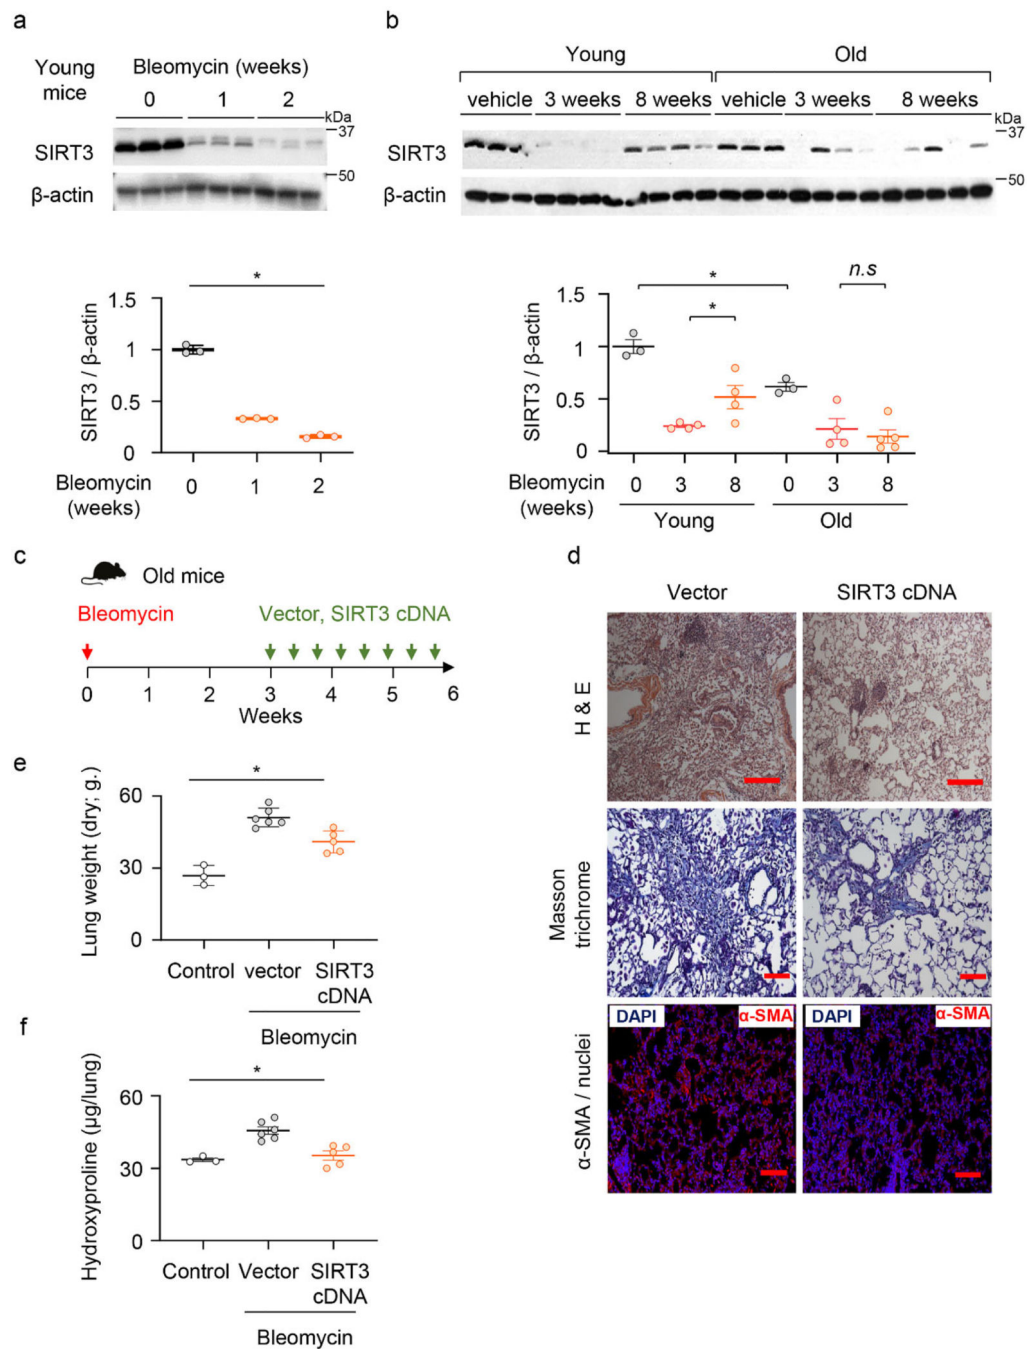 a
Young mice
Bleomycin (weeks)
0 1 2
kDa
37
SIRT3
50
β-actin
SIRT3 / β-actin
1.5
1
0.5
0
*
Bleomycin (weeks)
0 1 2
b
Young Old
vehicle 3 weeks 8 weeks vehicle 3 weeks 8 weeks
kDa
37
SIRT3
50
β-actin
SIRT3 / β-actin
1.5
1
0.5
0
*
*
n.s
Bleomycin (weeks)
0 3 8 0 3 8
Young Old
c
Old mice
Bleomycin
Vector, SIRT3 cDNA
0 1 2 3 4 5 6
Weeks
d
Vector SIRT3 cDNA
H & E
Masson trichrome
α-SMA / nuclei
DAPI α-SMA DAPI α-SMA
e
Lung weight (dry; g.)
60
30
0
*
Control vector SIRT3 cDNA
Bleomycin
f
Hydroxyproline (μg/lung)
60
30
0
*
Control Vector SIRT3 cDNA
Bleomycin